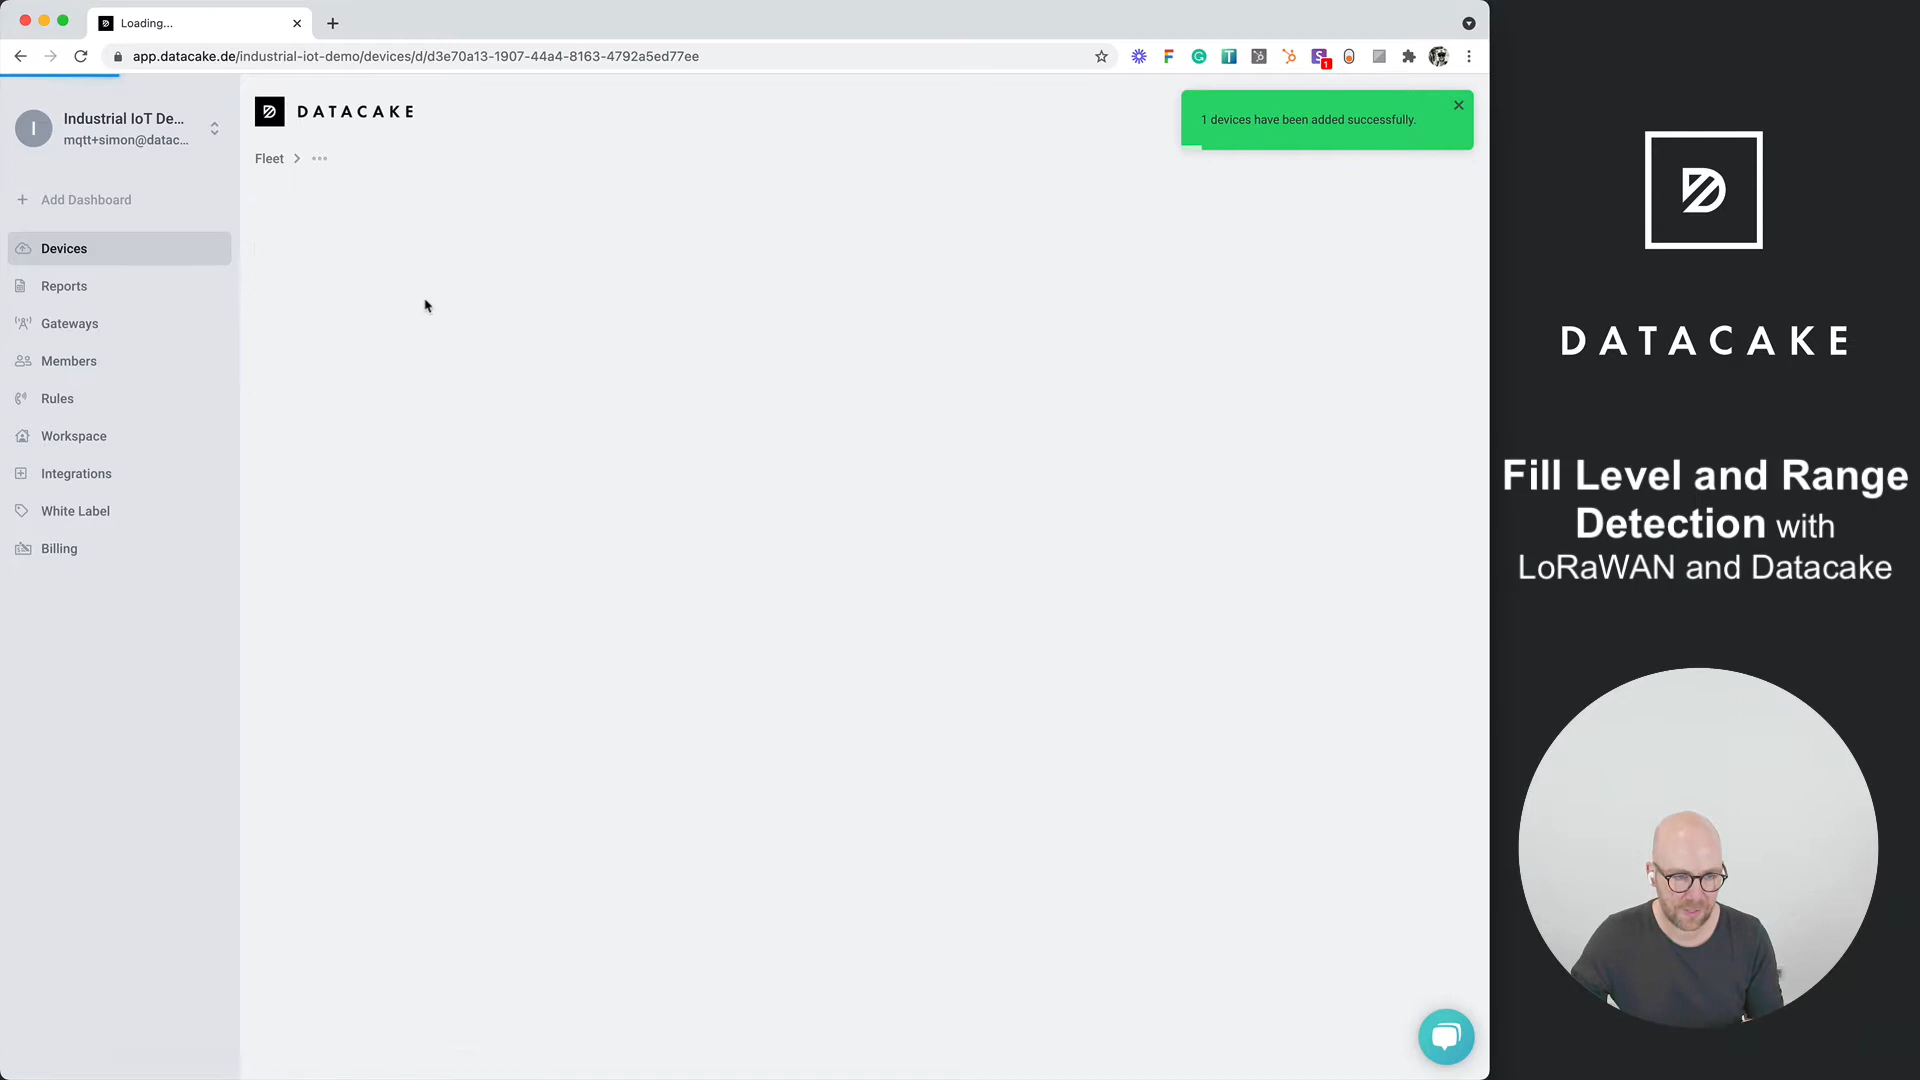 Loading...
app.datacake.de/industrial-iot-demo/devices/d/d3e70a13-1907-44a4-8163-4792a5ed77ee
1
I
Industrial IoT De...
mqtt+simon@datac...
Add Dashboard
Devices
Reports
Gateways
Members
Rules
Workspace
Integrations
White Label
Billing
DATACAKE
Fleet
1 devices have been added successfully.
DATACAKE
Fill Level and Range
Detection with
LoRaWAN and Datacake